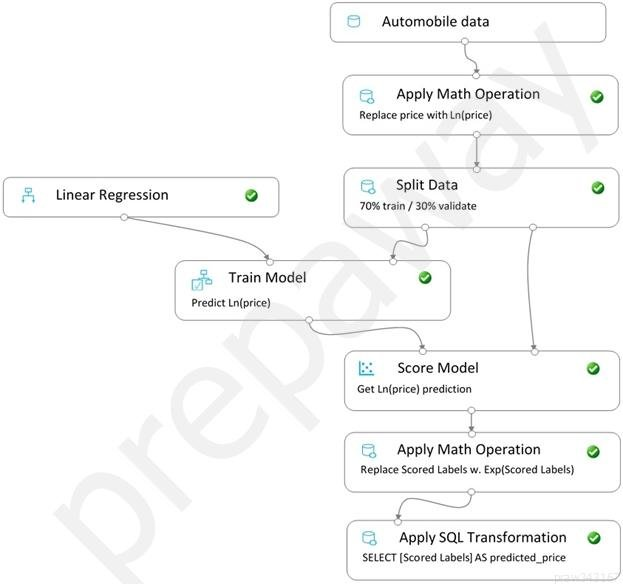 Automobile data
Apply Math Operation
Replace price with Ln(price)
Split Data
70% train / 30% validate
Linear Regression
Train Model
Predict Ln(price)
Score Model
Get Ln(price) prediction
Apply Math Operation
Replace Scored Labels w. Exp(Scored Labels)
Apply SQL Transformation
SELECT [Scored Labels] AS predicted_price
prepaway